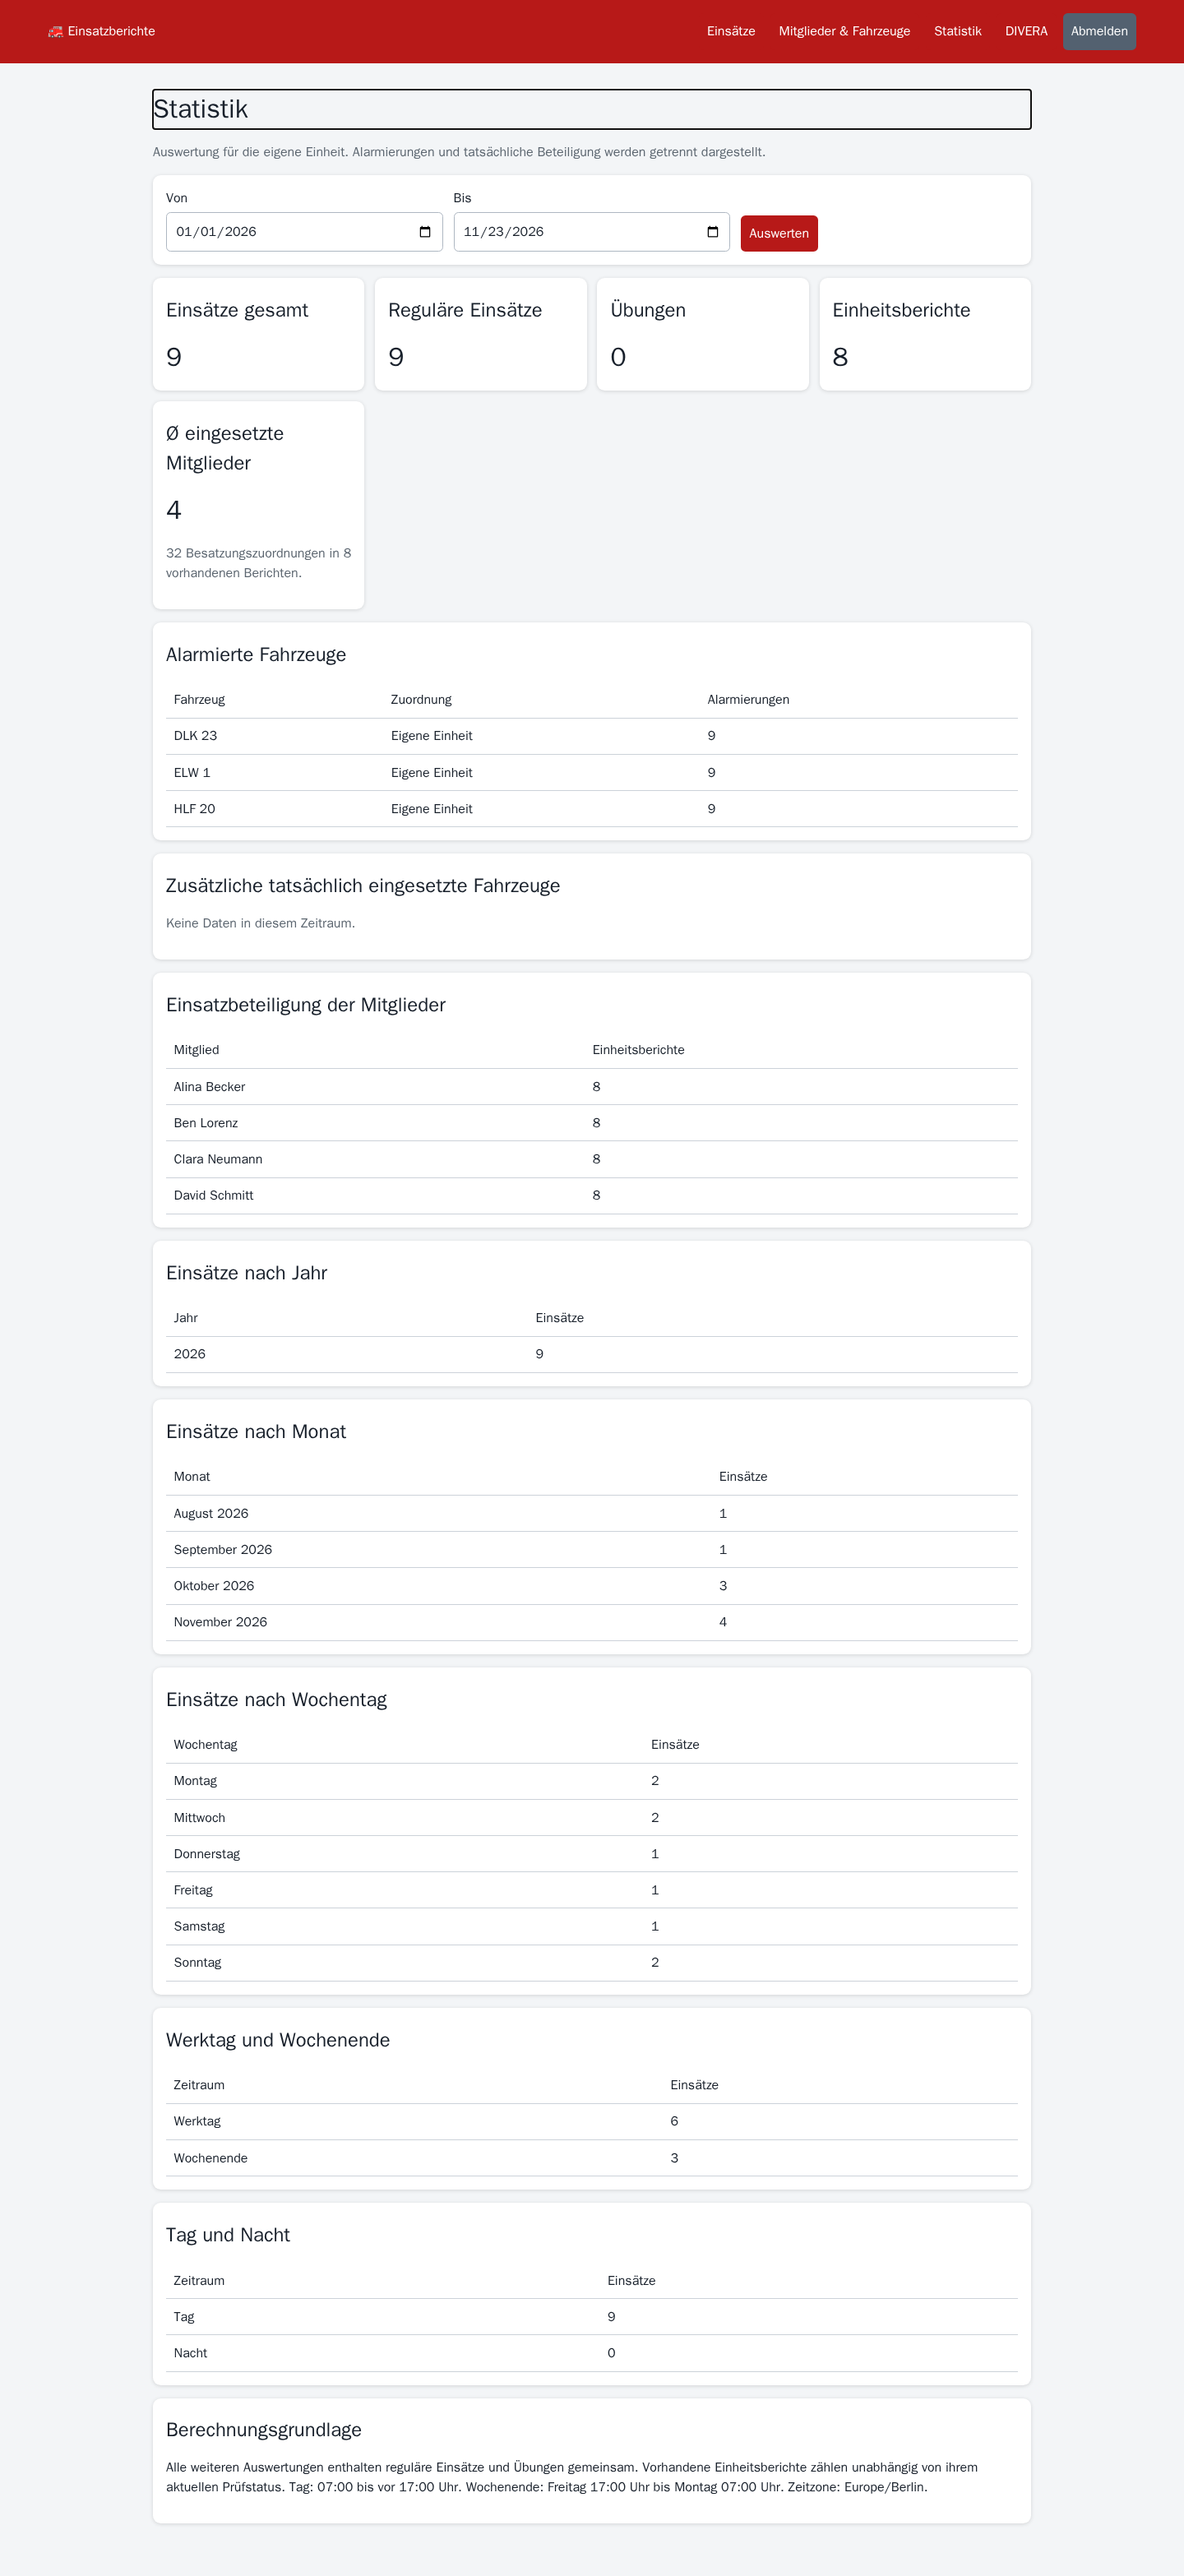 🚒 Einsatzberichte
Einsätze Mitglieder & Fahrzeuge Statistik DIVERA Abmelden
Statistik
Auswertung für die eigene Einheit. Alarmierungen und tatsächliche Beteiligung werden getrennt dargestellt.
Von Bis
01/01/2026 11/23/2026 Auswerten
Einsätze gesamt
9
Reguläre Einsätze
9
Übungen
0
Einheitsberichte
8
Ø eingesetzte
Mitglieder
4
32 Besatzungszuordnungen in 8
vorhandenen Berichten.
Alarmierte Fahrzeuge
Fahrzeug Zuordnung Alarmierungen
DLK 23 Eigene Einheit 9
ELW 1 Eigene Einheit 9
HLF 20 Eigene Einheit 9
Zusätzliche tatsächlich eingesetzte Fahrzeuge
Keine Daten in diesem Zeitraum.
Einsatzbeteiligung der Mitglieder
Mitglied Einheitsberichte
Alina Becker 8
Ben Lorenz 8
Clara Neumann 8
David Schmitt 8
Einsätze nach Jahr
Jahr Einsätze
2026 9
Einsätze nach Monat
Monat Einsätze
August 2026 1
September 2026 1
Oktober 2026 3
November 2026 4
Einsätze nach Wochentag
Wochentag Einsätze
Montag 2
Mittwoch 2
Donnerstag 1
Freitag 1
Samstag 1
Sonntag 2
Werktag und Wochenende
Zeitraum Einsätze
Werktag 6
Wochenende 3
Tag und Nacht
Zeitraum Einsätze
Tag 9
Nacht 0
Berechnungsgrundlage
Alle weiteren Auswertungen enthalten reguläre Einsätze und Übungen gemeinsam. Vorhandene Einheitsberichte zählen unabhängig von ihrem
aktuellen Prüfstatus. Tag: 07:00 bis vor 17:00 Uhr. Wochenende: Freitag 17:00 Uhr bis Montag 07:00 Uhr. Zeitzone: Europe/Berlin.